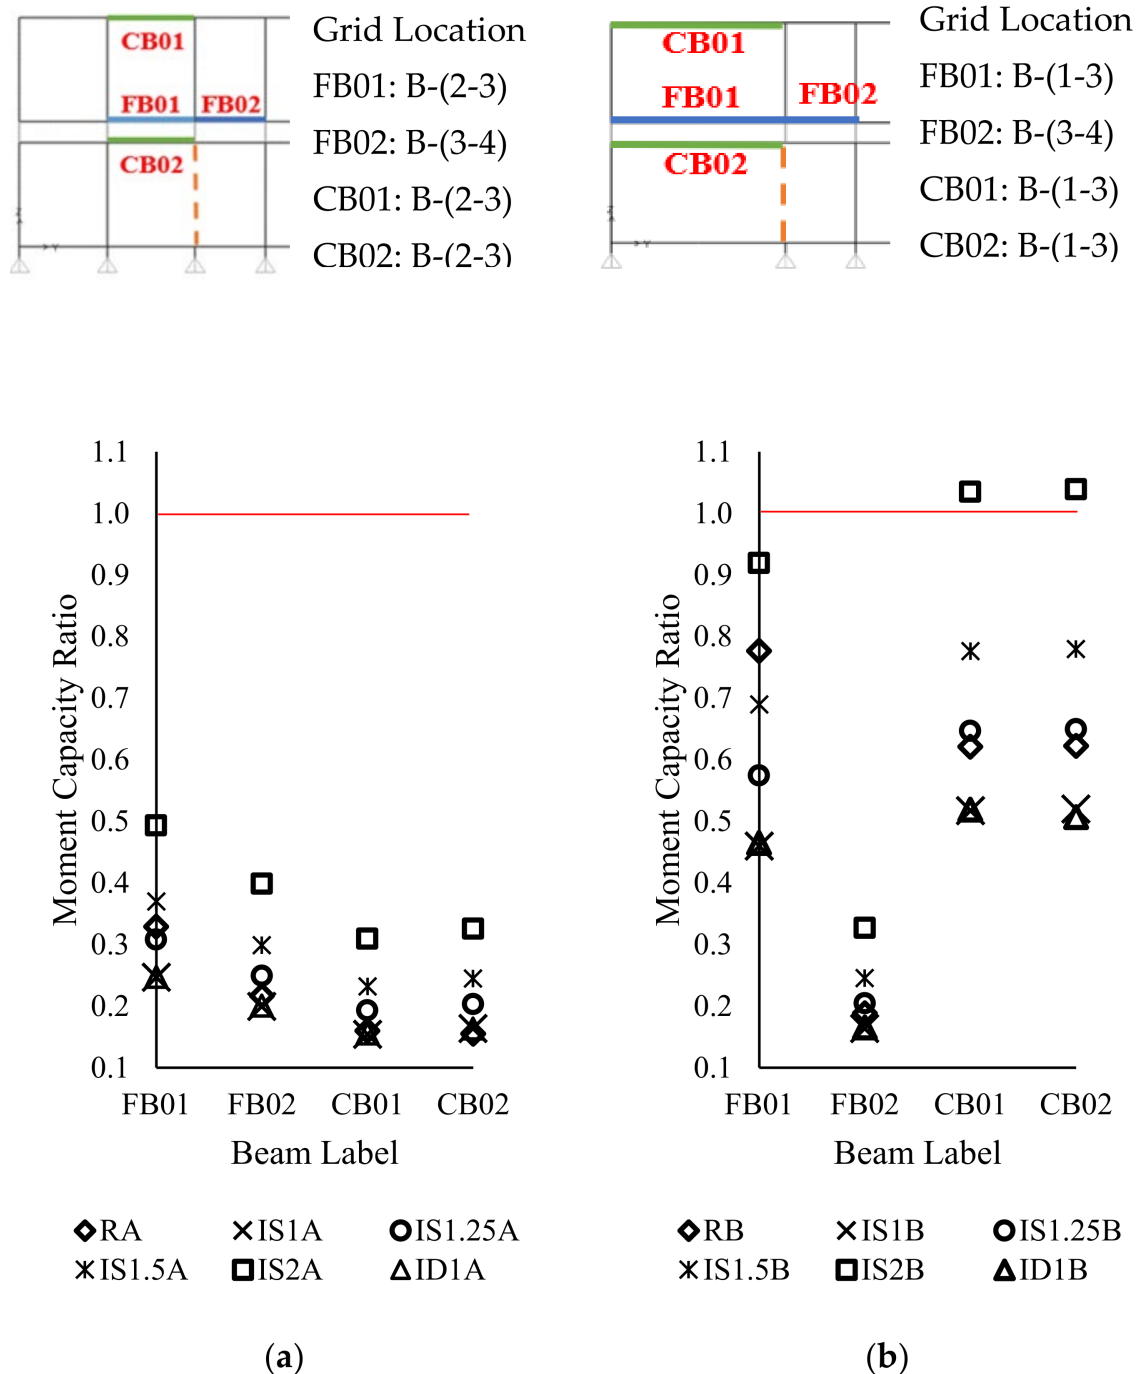 CB01
FB01 FB02
CB02
Z
Y
Grid Location
FB01: B-(2-3)
FB02: B-(3-4)
CB01: B-(2-3)
CB02: B-(2-3)
CB01
FB01 FB02
CB02
Z
Y
Grid Location
FB01: B-(1-3)
FB02: B-(3-4)
CB01: B-(1-3)
CB02: B-(1-3)
Moment Capacity Ratio
1.1
1.0
0.9
0.8
0.7
0.6
0.5
0.4
0.3
0.2
0.1
FB01 FB02 CB01 CB02
Beam Label
RA IS1A IS1.25A
IS1.5A IS2A ID1A
(a)
Moment Capacity Ratio
1.1
1.0
0.9
0.8
0.7
0.6
0.5
0.4
0.3
0.2
0.1
FB01 FB02 CB01 CB02
Beam Label
RB IS1B IS1.25B
IS1.5B IS2B ID1B
(b)